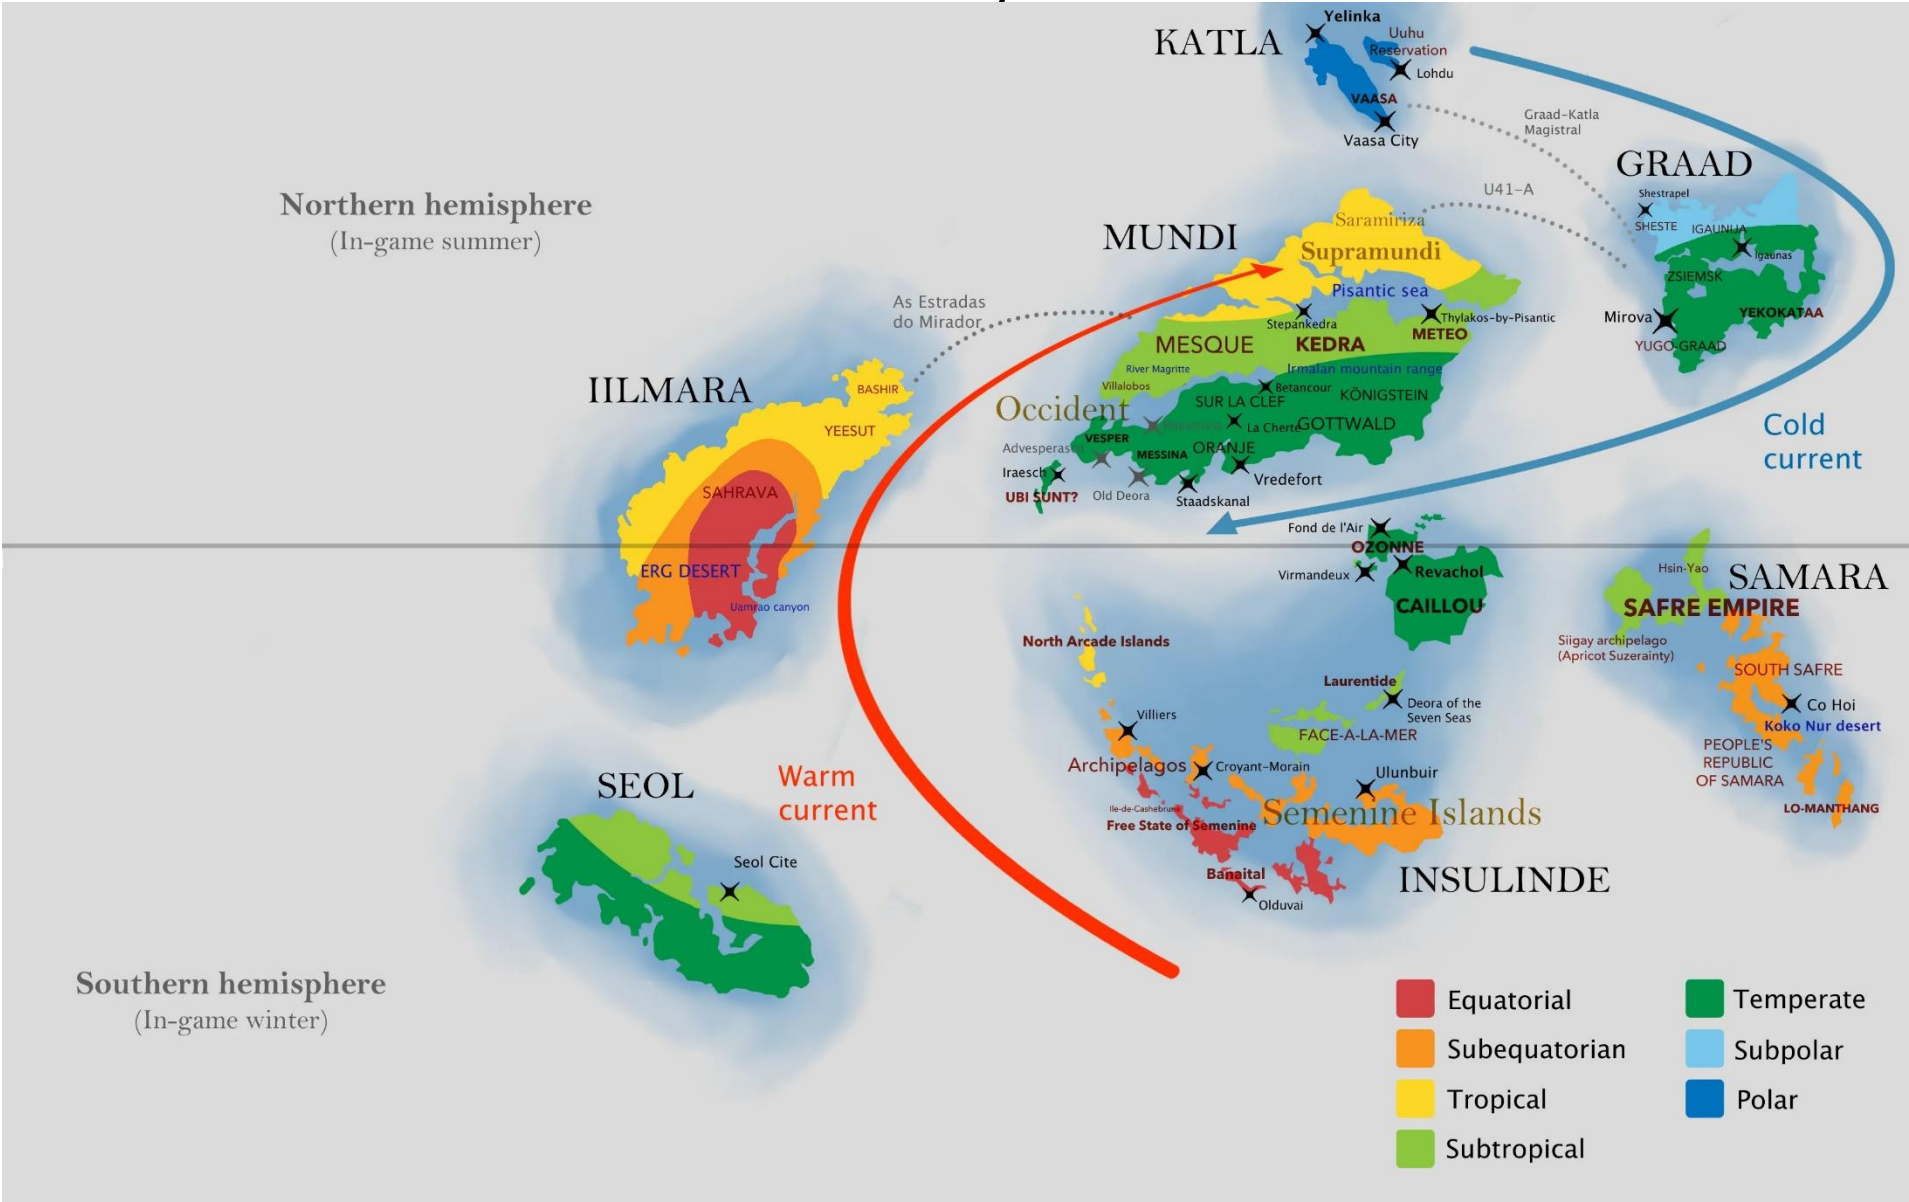 Yelinka
KATLA
Uuhu
Reservation
Lohdu
VAASA
Vaasa City
Graad-Katla
Magistral
GRAAD
Shestrapel
SHESTE
IGAUNIJA
Igaunas
ZSIEMSK
YEKOKATAA
Mirova
YUGO-GRAAD
U41-A
Northern hemisphere
(In-game summer)
MUNDI
Saramiriza
Supramundi
Pisantic sea
Stepankedra
Thylakos-by-Pisantic
METEO
MESQUE
KEDRA
River Magritte
Irmalan mountain range
Villalobos
Betancour
KÖNIGSTEIN
SUR LA CLEF
Occident
La Cherte
GOTTWALD
VESPER
ORANJE
MESSINA
Iraesch
UBI SUNT?
Old Deora
Vredefort
Staadskanal
As Estradas
do Mirador
IILMARA
BASHIR
YEESUT
SAHRAVA
ERG DESERT
Uamrao canyon
Cold
current
Fond de l'Air
OZONNE
Virmandeux
Revachol
CAILLOU
Hsin-Yao
SAMARA
SAFRE EMPIRE
Siigay archipelago
(Apricot Suzerainty)
SOUTH SAFRE
Co Hoi
Koko Nur desert
PEOPLE'S
REPUBLIC
OF SAMARA
LO-MANTHANG
North Arcade Islands
Laurentide
Deora of the
Seven Seas
Villiers
FACE-A-LA-MER
Archipelagos
Croyant-Morain
Ulunbuir
Semenine Islands
Free State of Semenine
Banaital
Olduvai
INSULINDE
SEOL
Seol Cite
Warm
current
Southern hemisphere
(In-game winter)
Equatorial
Subequatorian
Tropical
Subtropical
Temperate
Subpolar
Polar